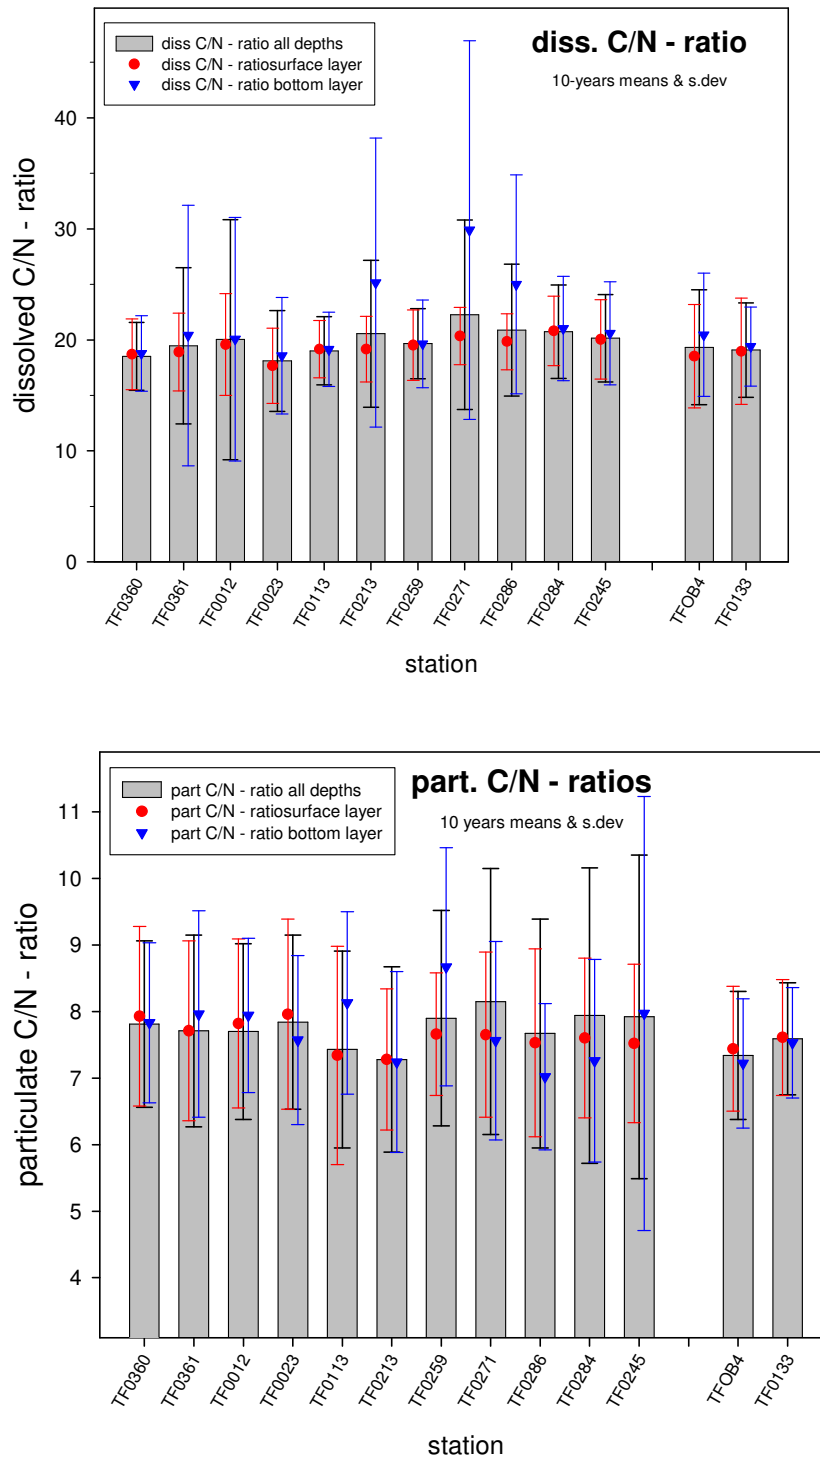 diss. C/N - ratio
10-years means & s.dev
diss C/N - ratio all depths
diss C/N - ratiosurface layer
diss C/N - ratio bottom layer
dissolved C/N - ratio
40
30
20
10
0
TF0360
TF0361
TF0012
TF0023
TF0113
TF0213
TF0259
TF0271
TF0286
TF0284
TF0245
TFOB4
TF0133
station
part. C/N - ratios
10 years means & s.dev
part C/N - ratio all depths
part C/N - ratiosurface layer
part C/N - ratio bottom layer
particulate C/N - ratio
11
10
9
8
7
6
5
4
TF0360
TF0361
TF0012
TF0023
TF0113
TF0213
TF0259
TF0271
TF0286
TF0284
TF0245
TFOB4
TF0133
station